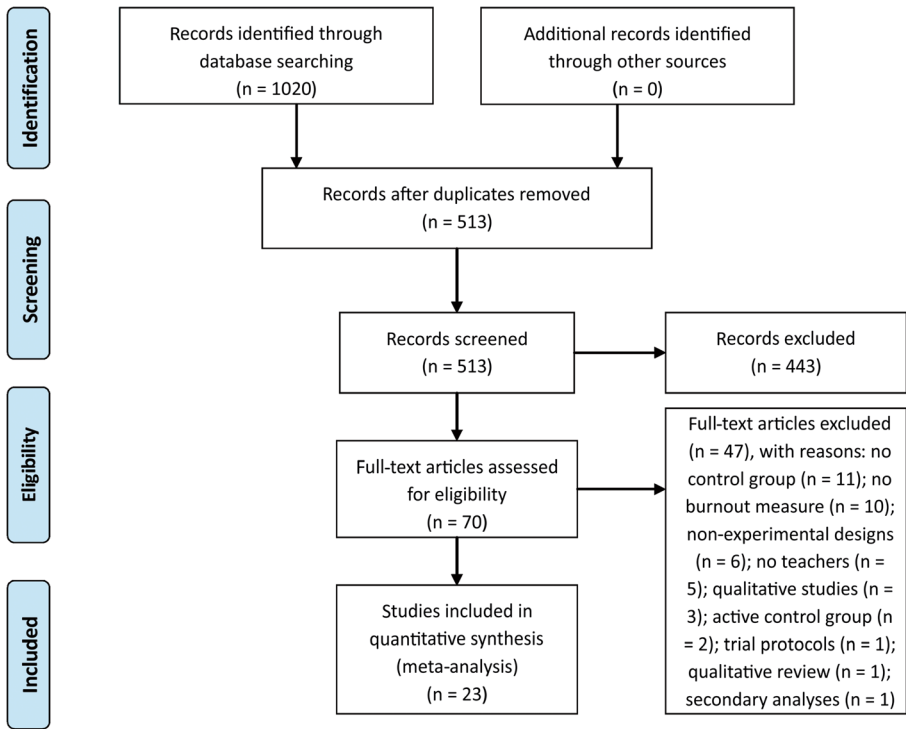 Identification
Records identified through
database searching
(n = 1020)
Additional records identified
through other sources
(n = 0)
Records after duplicates removed
(n = 513)
Screening
Records screened
(n = 513)
Records excluded
(n = 443)
Eligibility
Full-text articles assessed
for eligibility
(n = 70)
Full-text articles excluded
(n = 47), with reasons: no
control group (n = 11); no
burnout measure (n = 10);
non-experimental designs
(n = 6); no teachers (n =
5); qualitative studies (n =
3); active control group (n
= 2); trial protocols (n = 1);
qualitative review (n = 1);
secondary analyses (n = 1)
Included
Studies included in
quantitative synthesis
(meta-analysis)
(n = 23)